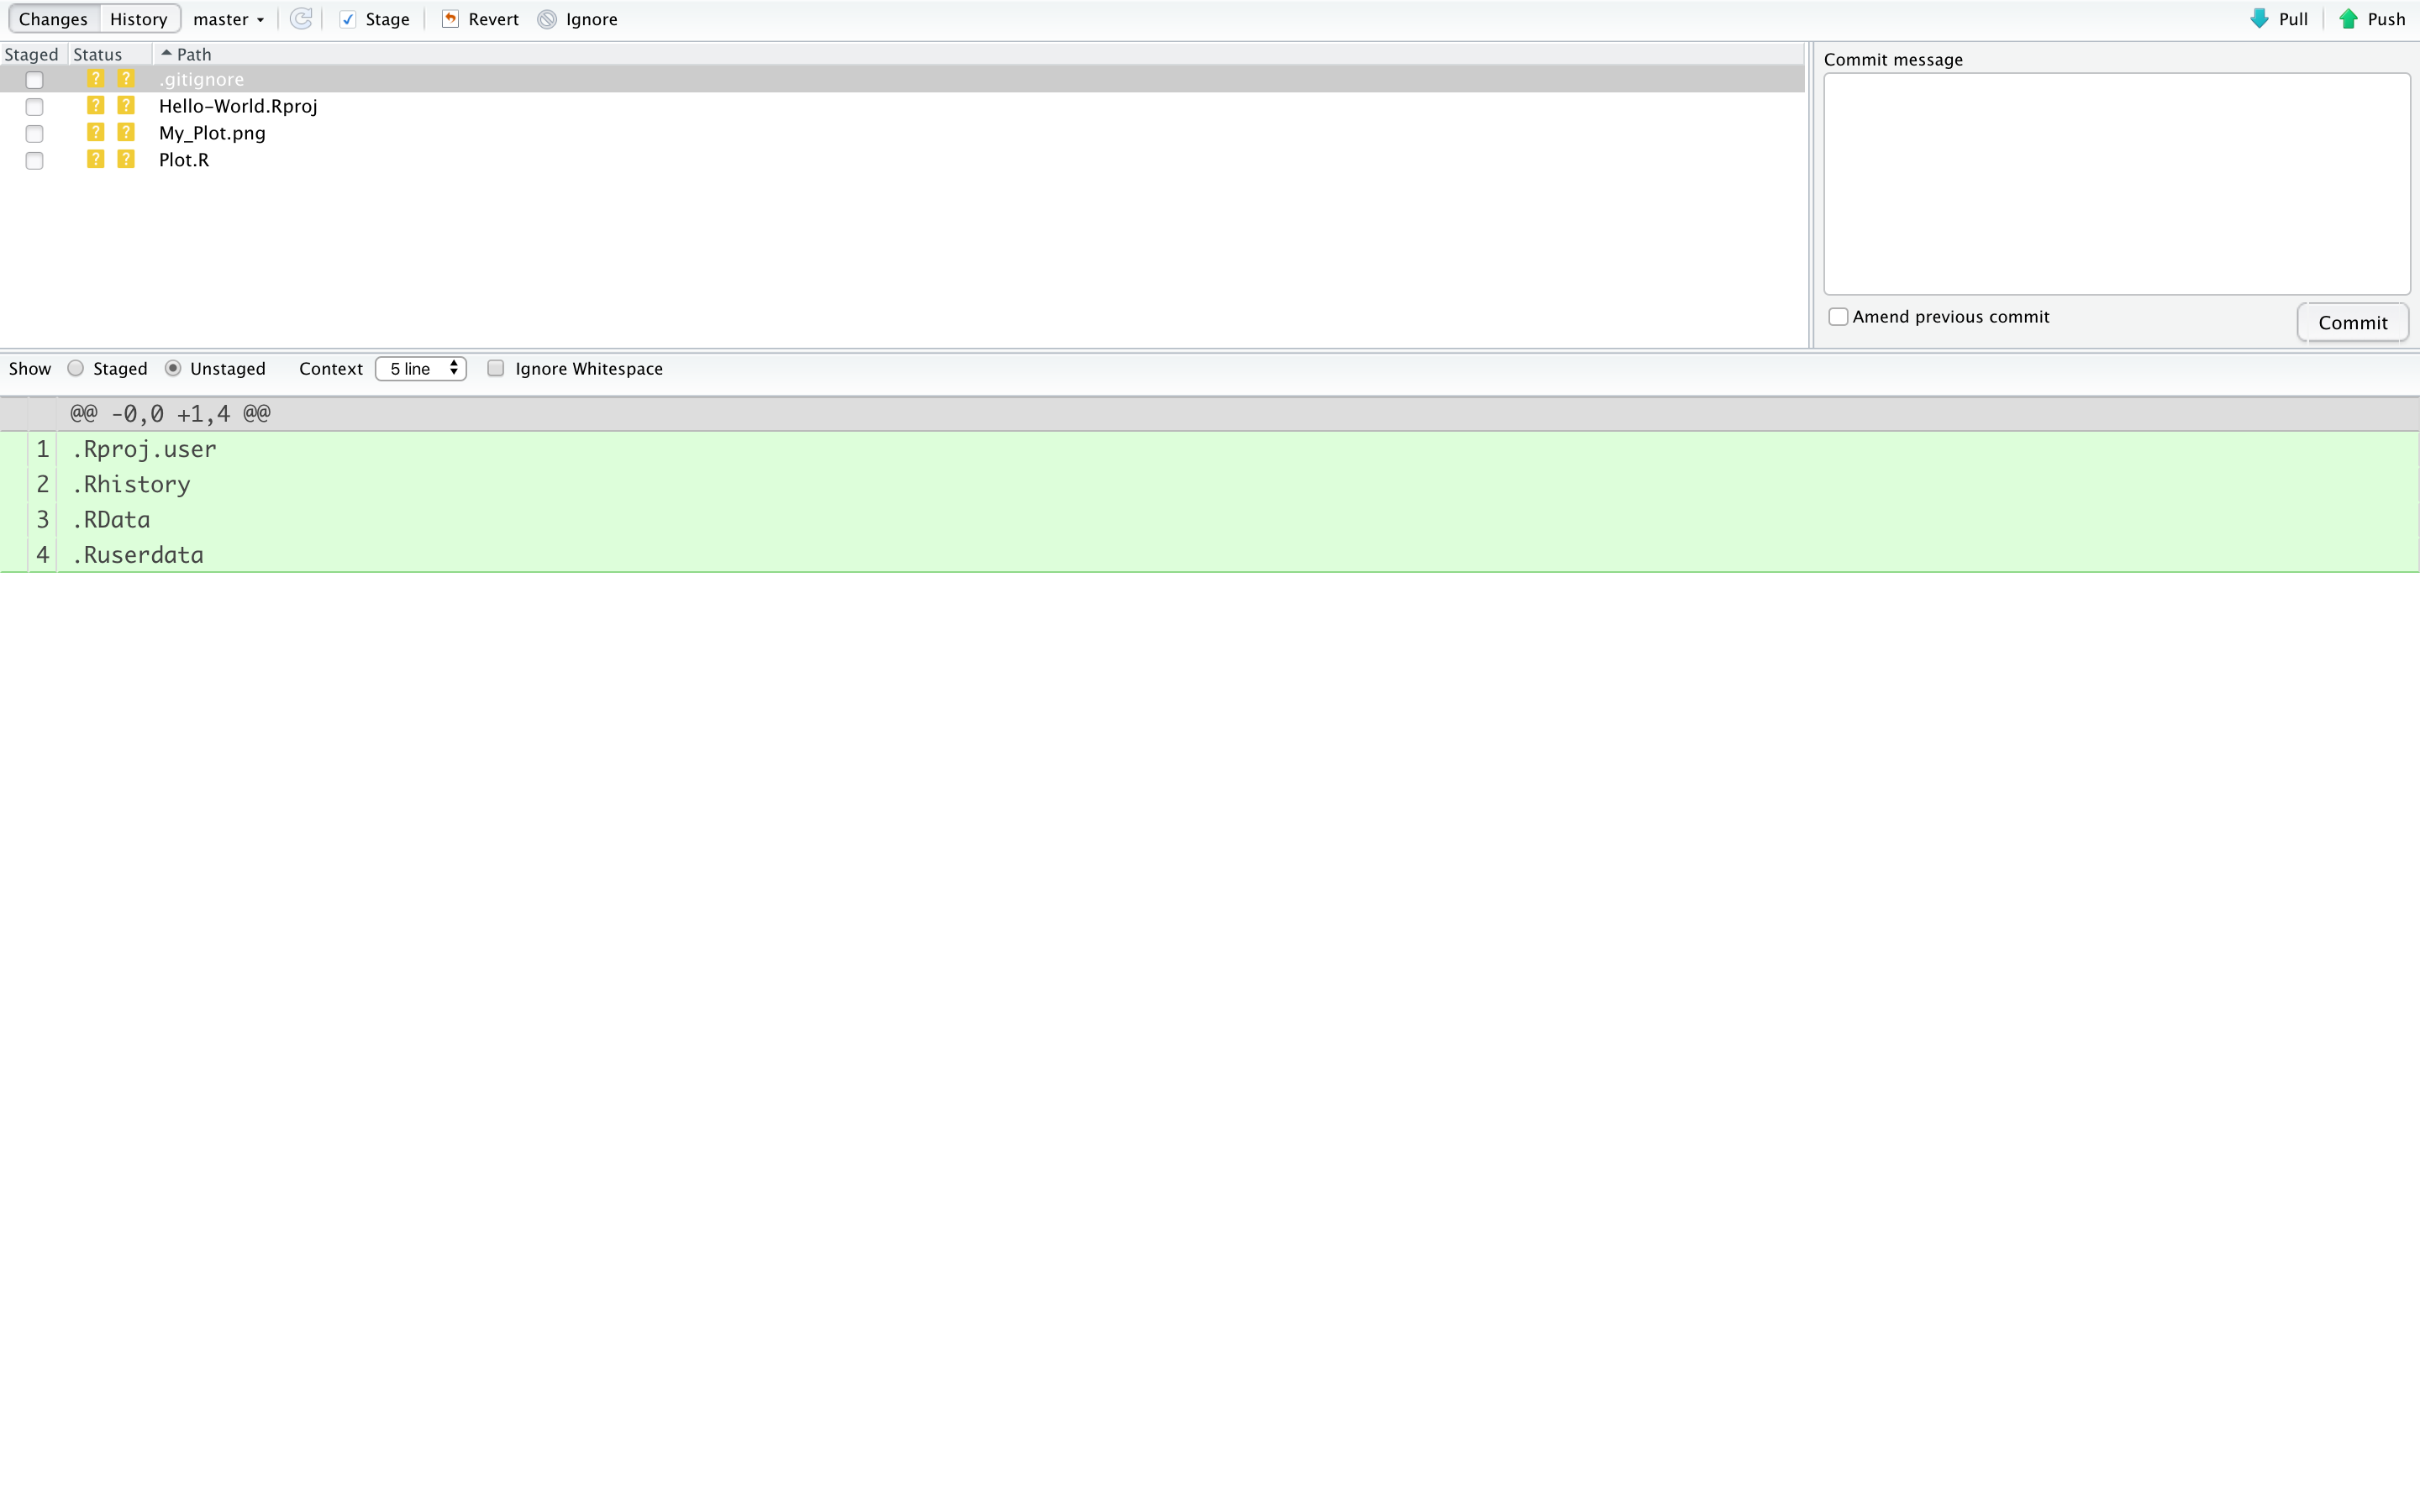 Changes History master Stage Revert Ignore Pull Push
Staged Status Path
? ? .gitignore
? ? Hello-World.Rproj
? ? My_Plot.png
? ? Plot.R
Commit message
Amend previous commit
Commit
Show Staged Unstaged Context 5 line Ignore Whitespace
@@ -0,0 +1,4 @@
1 .Rproj.user
2 .Rhistory
3 .RData
4 .Ruserdata